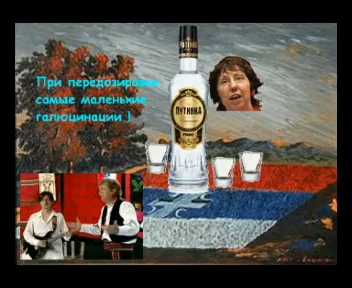 При передозировке
самые маленькие
галюцинации )
ПУТИНКА